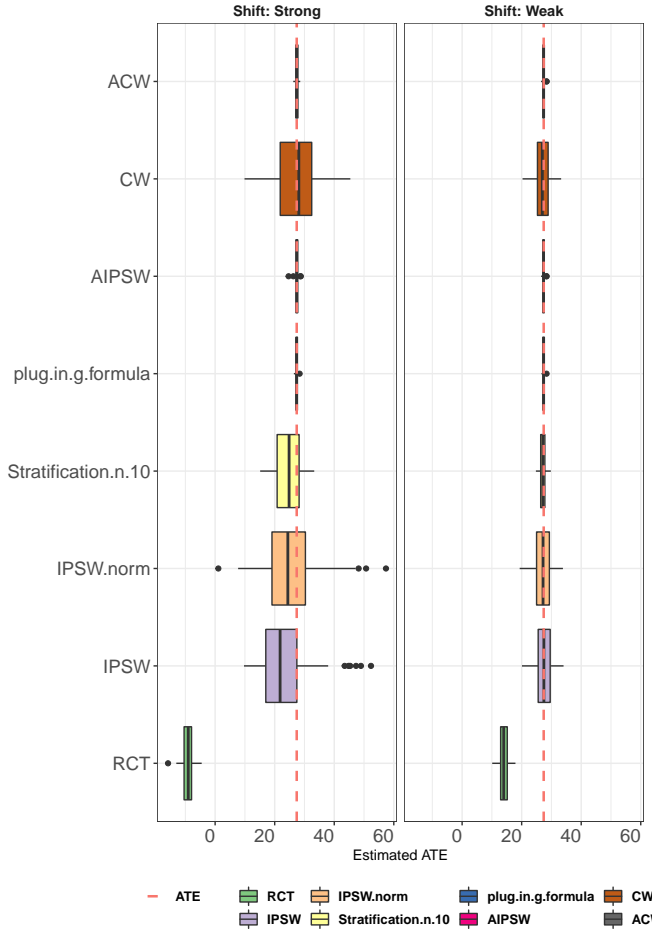 Shift: Strong Shift: Weak
ACW
CW
AIPSW
plug.in.g.formula
Stratification.n.10
IPSW.norm
IPSW
RCT
0 20 40 60 0 20 40 60
Estimated ATE
ATE RCT IPSW.norm plug.in.g.formula CW
IPSW Stratification.n.10 AIPSW ACW